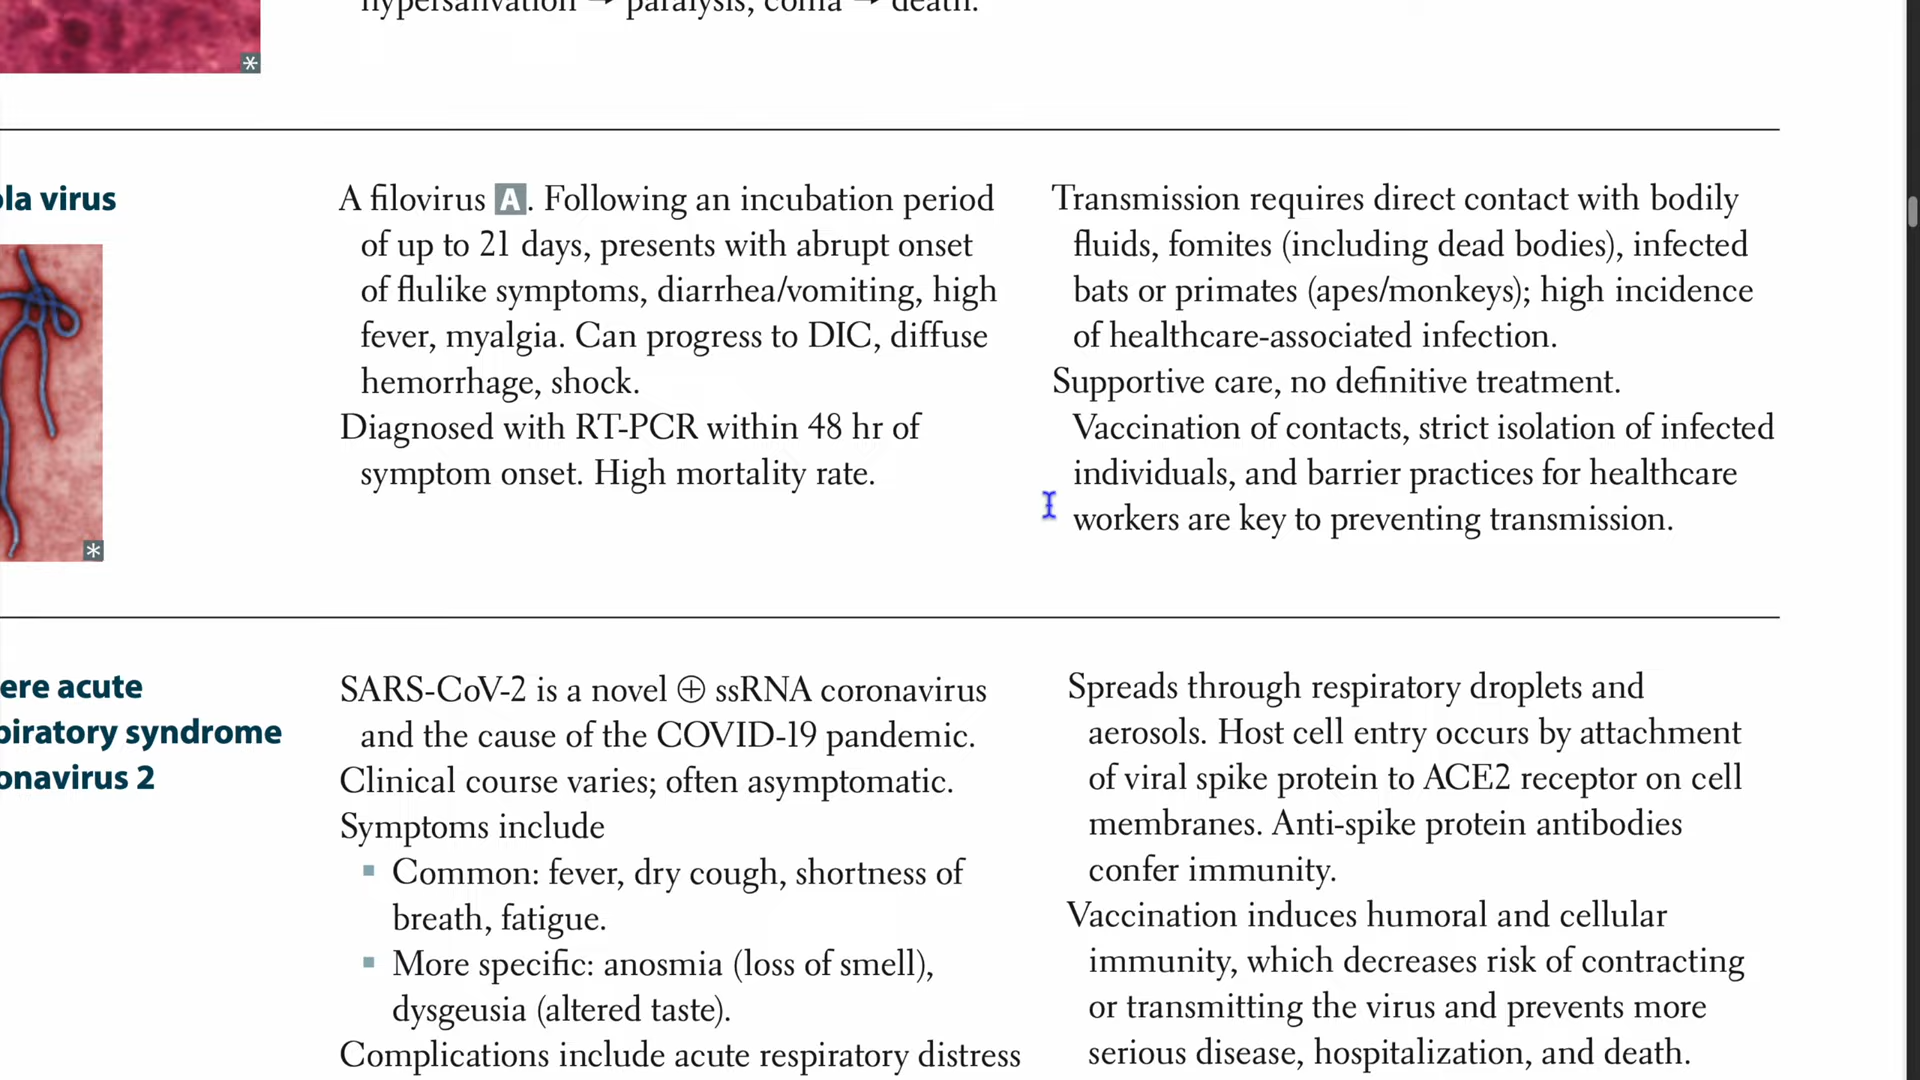 hypersalivation → paralysis, coma → death.
*
la virus
A filovirus A. Following an incubation period
of up to 21 days, presents with abrupt onset
of flulike symptoms, diarrhea/vomiting, high
fever, myalgia. Can progress to DIC, diffuse
hemorrhage, shock.
Diagnosed with RT-PCR within 48 hr of
symptom onset. High mortality rate.
*
Transmission requires direct contact with bodily
fluids, fomites (including dead bodies), infected
bats or primates (apes/monkeys); high incidence
of healthcare-associated infection.
Supportive care, no definitive treatment.
Vaccination of contacts, strict isolation of infected
individuals, and barrier practices for healthcare
workers are key to preventing transmission.
ere acute
piratory syndrome
onavirus 2
SARS-CoV-2 is a novel ⊕ ssRNA coronavirus
and the cause of the COVID-19 pandemic.
Clinical course varies; often asymptomatic.
Symptoms include
▪ Common: fever, dry cough, shortness of
breath, fatigue.
▪ More specific: anosmia (loss of smell),
dysgeusia (altered taste).
Complications include acute respiratory distress
Spreads through respiratory droplets and
aerosols. Host cell entry occurs by attachment
of viral spike protein to ACE2 receptor on cell
membranes. Anti-spike protein antibodies
confer immunity.
Vaccination induces humoral and cellular
immunity, which decreases risk of contracting
or transmitting the virus and prevents more
serious disease, hospitalization, and death.